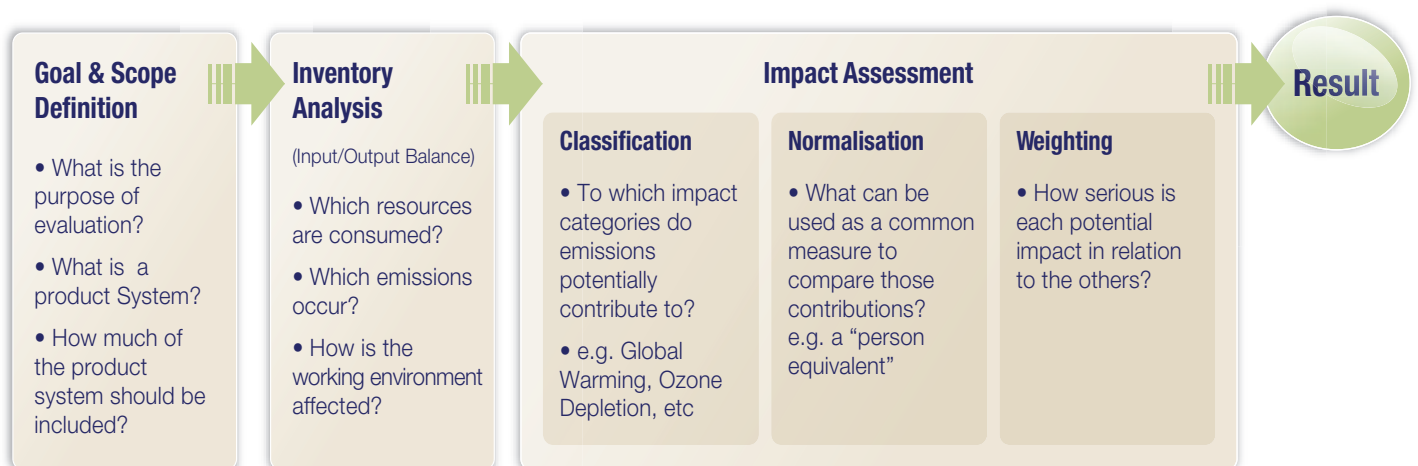 Goal & Scope
Definition
• What is the
purpose of
evaluation?
• What is a
product System?
• How much of
the product
system should be
included?
Inventory
Analysis
(Input/Output Balance)
• Which resources
are consumed?
• Which emissions
occur?
• How is the
working environment
affected?
Impact Assessment
Classification
• To which impact
categories do
emissions
potentially
contribute to?
• e.g. Global
Warming, Ozone
Depletion, etc
Normalisation
• What can be
used as a common
measure to
compare those
contributions?
e.g. a “person
equivalent”
Weighting
• How serious is
each potential
impact in relation
to the others?
Result